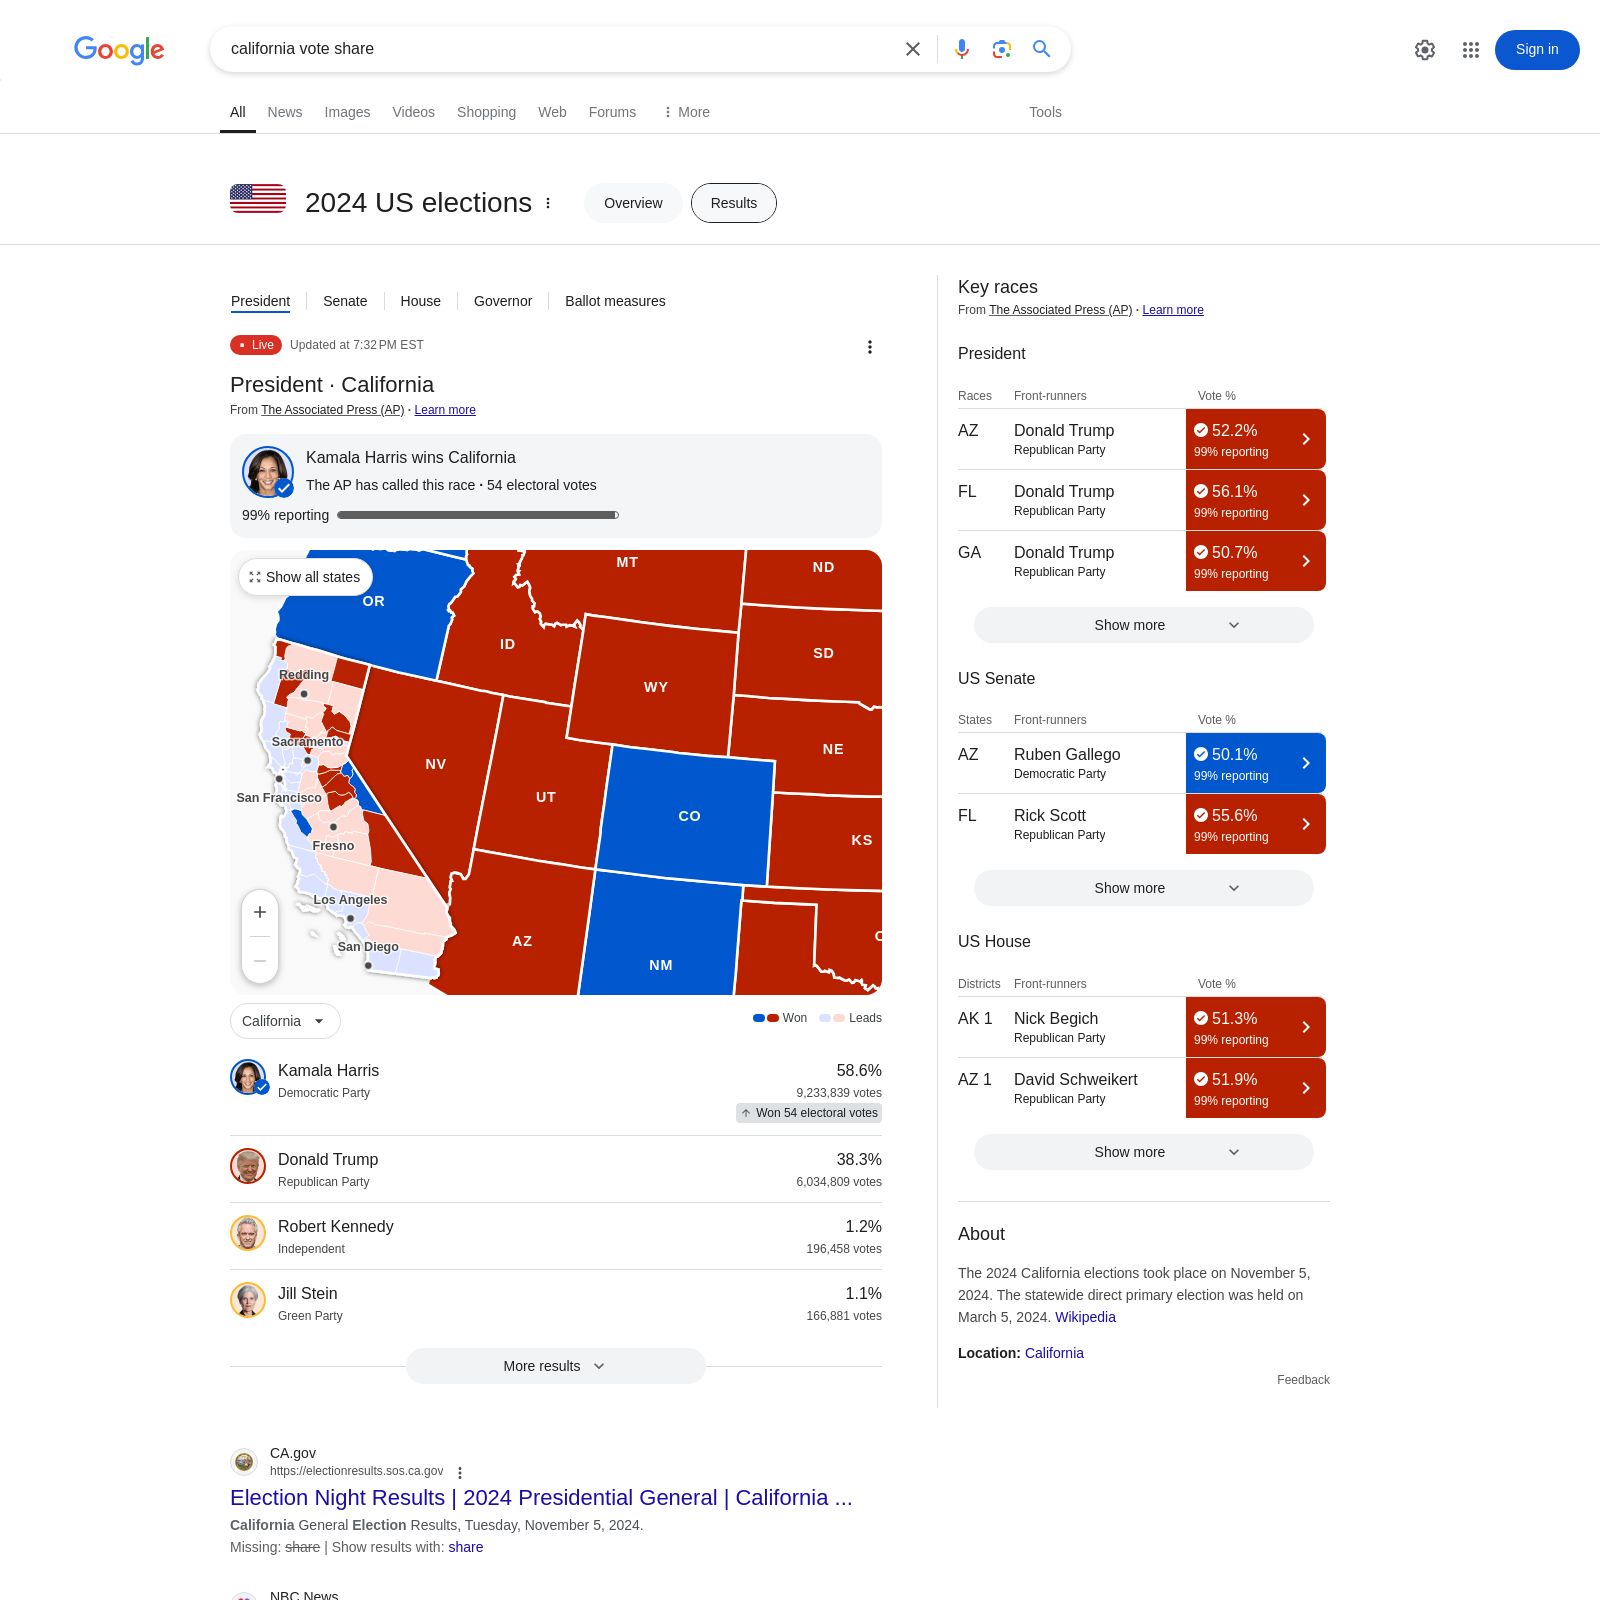 Google
california vote share
Sign in
All News Images Videos Shopping Web Forums More Tools
2024 US elections
Overview
Results
President
Senate
House
Governor
Ballot measures
Live Updated at 7:32 PM EST
President · California
From The Associated Press (AP) · Learn more
Kamala Harris wins California
The AP has called this race · 54 electoral votes
99% reporting
Show all states
MT
ND
OR
ID
SD
WY
Redding
Sacramento
NE
NV
UT
San Francisco
CO
KS
Fresno
Los Angeles
AZ
San Diego
NM
California
Won
Leads
Kamala Harris 58.6%
Democratic Party 9,233,839 votes
Won 54 electoral votes
Donald Trump 38.3%
Republican Party 6,034,809 votes
Robert Kennedy 1.2%
Independent 196,458 votes
Jill Stein 1.1%
Green Party 166,881 votes
More results
Key races
From The Associated Press (AP) · Learn more
President
Races Front-runners Vote %
AZ Donald Trump 52.2%
Republican Party 99% reporting
FL Donald Trump 56.1%
Republican Party 99% reporting
GA Donald Trump 50.7%
Republican Party 99% reporting
Show more
US Senate
States Front-runners Vote %
AZ Ruben Gallego 50.1%
Democratic Party 99% reporting
FL Rick Scott 55.6%
Republican Party 99% reporting
Show more
US House
Districts Front-runners Vote %
AK 1 Nick Begich 51.3%
Republican Party 99% reporting
AZ 1 David Schweikert 51.9%
Republican Party 99% reporting
Show more
About
The 2024 California elections took place on November 5,
2024. The statewide direct primary election was held on
March 5, 2024. Wikipedia
Location: California
Feedback
CA.gov
https://electionresults.sos.ca.gov
Election Night Results | 2024 Presidential General | California ...
California General Election Results, Tuesday, November 5, 2024.
Missing: share | Show results with: share
NBC News